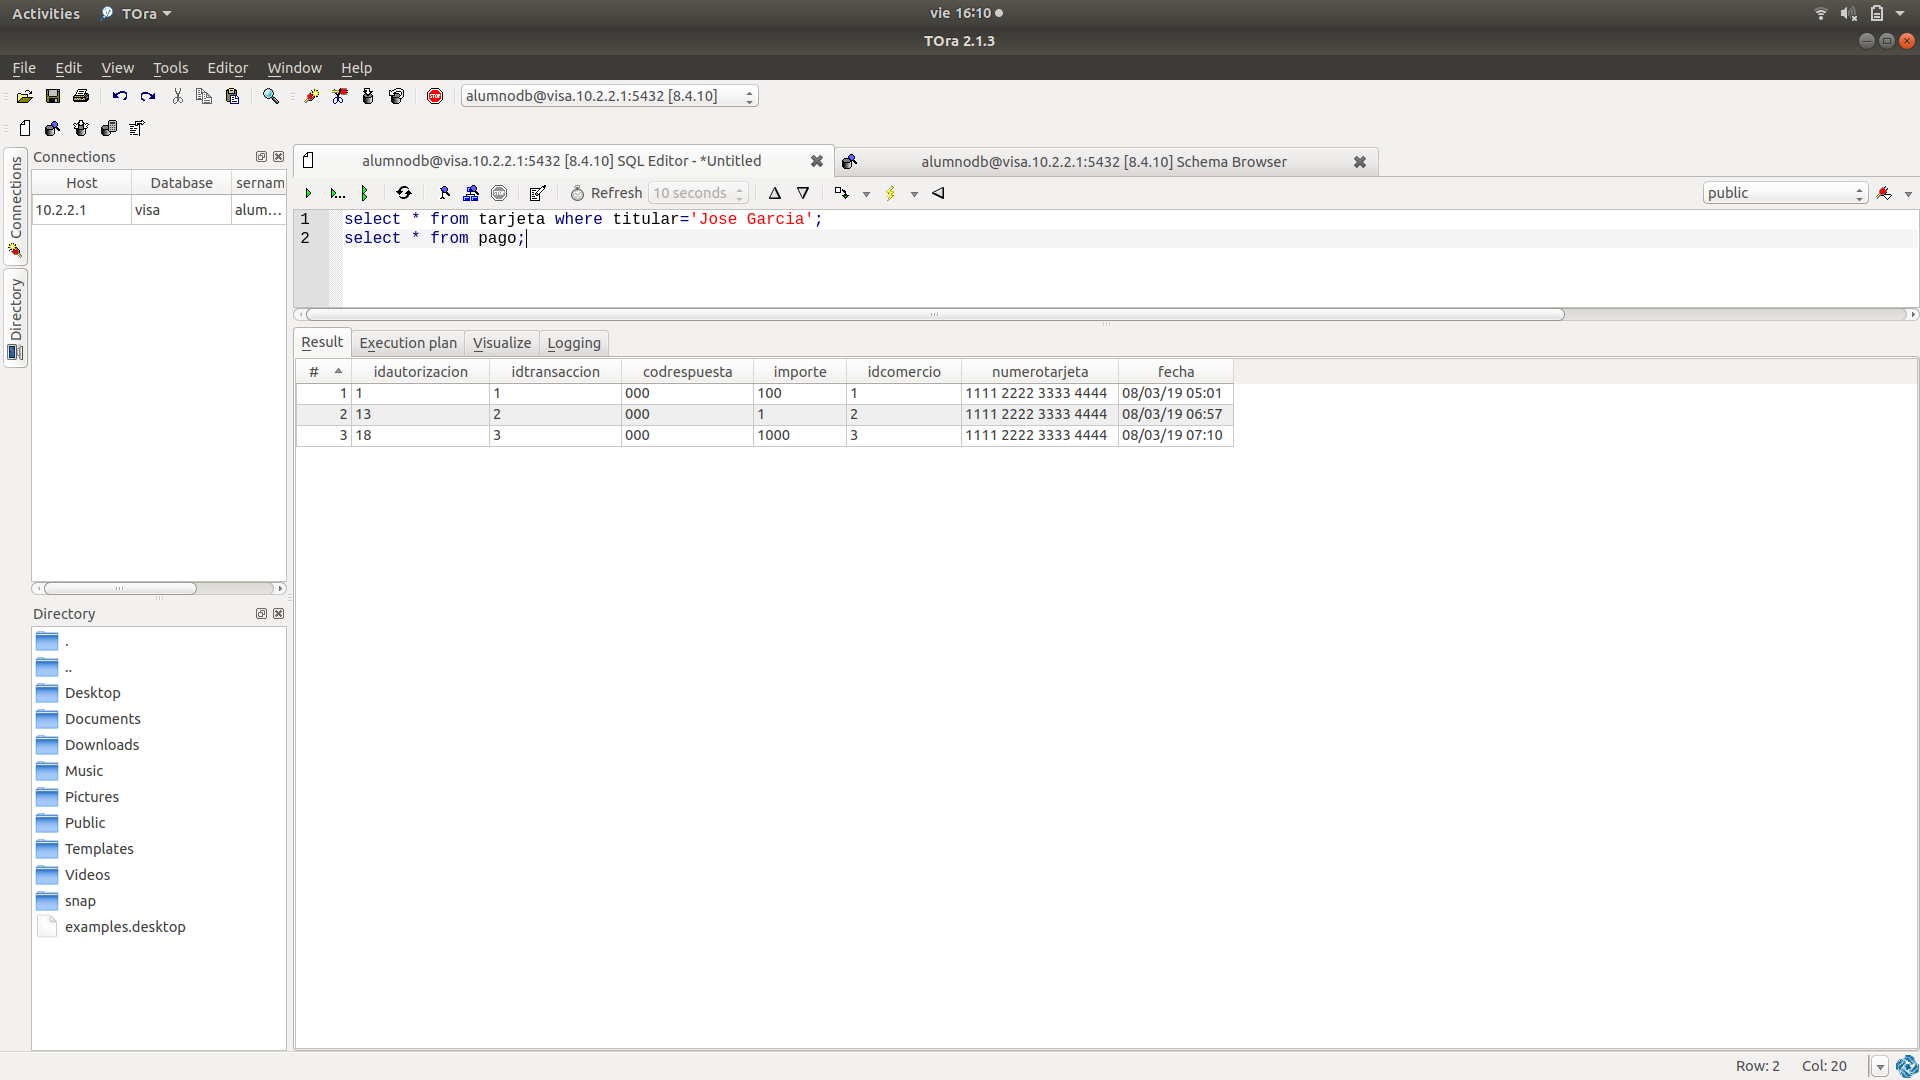 Activities TOra vie 16:10
TOra 2.1.3
File Edit View Tools Editor Window Help
alumnodb@visa.10.2.2.1:5432 [8.4.10]
Connections
Directory
Connections
Host Database sernam
10.2.2.1 visa alum...
alumnodb@visa.10.2.2.1:5432 [8.4.10] SQL Editor - *Untitled
alumnodb@visa.10.2.2.1:5432 [8.4.10] Schema Browser
Refresh 10 seconds public
1 select * from tarjeta where titular='Jose Garcia';
2 select * from pago;
Result Execution plan Visualize Logging
# idautorizacion idtransaccion codrespuesta importe idcomercio numerotarjeta fecha
1 1 1 000 100 1 1111 2222 3333 4444 08/03/19 05:01
2 13 2 000 1 2 1111 2222 3333 4444 08/03/19 06:57
3 18 3 000 1000 3 1111 2222 3333 4444 08/03/19 07:10
Directory
.
..
Desktop
Documents
Downloads
Music
Pictures
Public
Templates
Videos
snap
examples.desktop
Row: 2 Col: 20